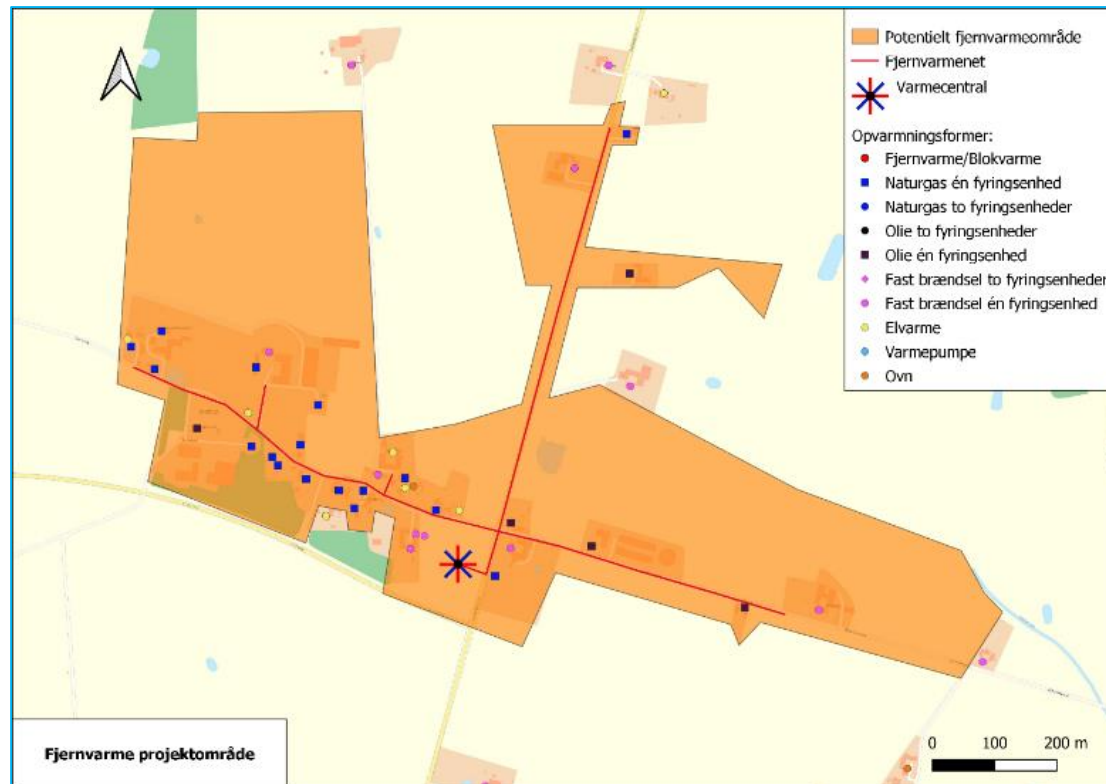 Potentielt fjernvarmeområde
Fjernvarmenet
Varmecentral
Opvarmningsformer:
Fjernvarme/Blokvarme
Naturgas én fyringsenhed
Naturgas to fyringsenheder
Olie to fyringsenheder
Olie én fyringsenhed
Fast brændsel to fyringsenheder
Fast brændsel én fyringsenhed
Elvarme
Varmepumpe
Ovn
Fjernvarme projektområde
0 100 200 m